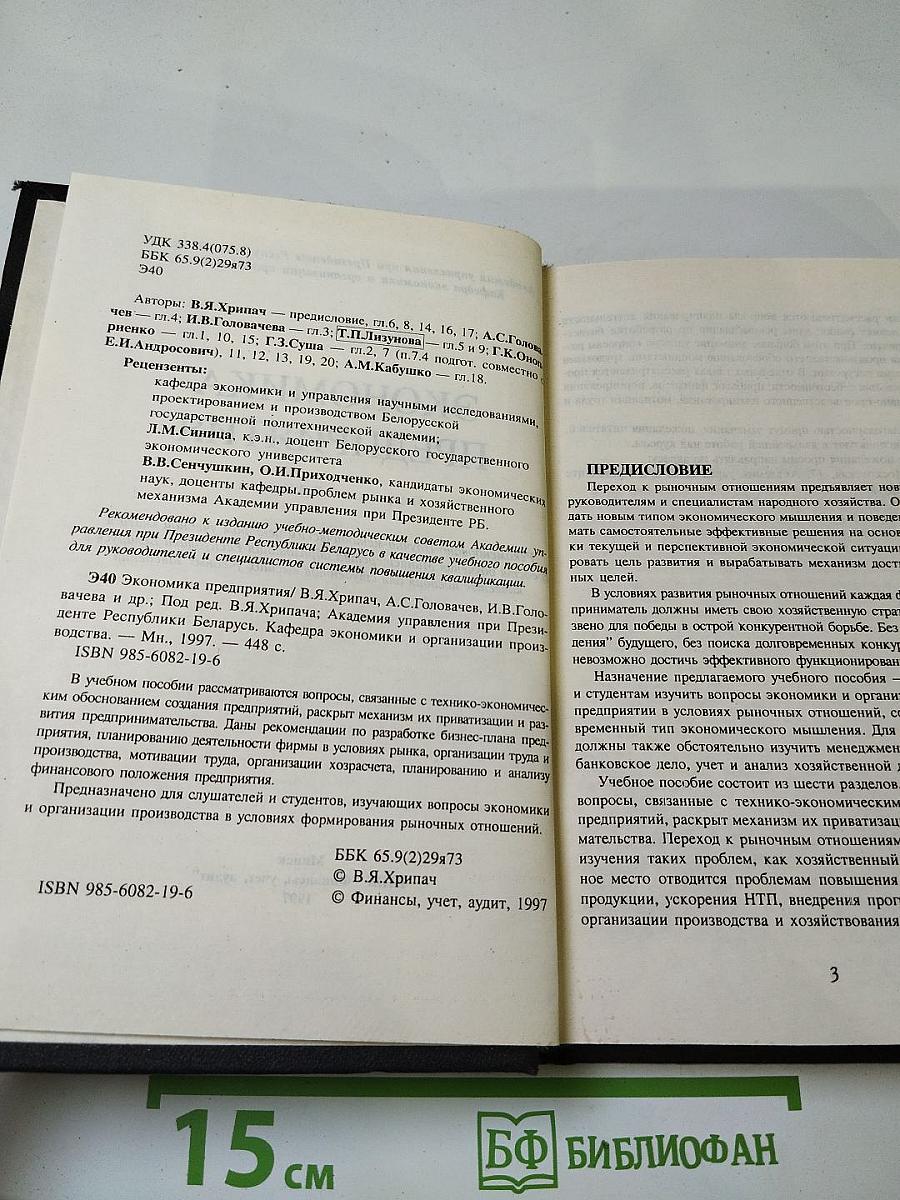 УДК 338.4(075.8)
ББК 65.9(2)29я73
Э40
Авторы: В.Я.Хрипач — предисловие, гл.6, 8, 14, 16, 17; А.С.Голова-
чев — гл.4; И.В.Головачева — гл.3; Т.П.Лизунова — гл.5 и 9; Г.К.Оноп-
риенко — гл.1, 10, 15; Г.З.Суша — гл.2, 7 (п.7.4 подгот. совместно с
Е.И.Андросович), 11, 12, 13, 19, 20; А.М.Кабушко — гл.18.
Рецензенты:
кафедра экономики и управления научными исследованиями,
проектированием и производством Белорусской
государственной политехнической академии;
Л.М.Синица, к.э.н., доцент Белорусского государственного
экономического университета
В.В.Сенчушкин, О.И.Приходченко, кандидаты экономических
наук, доценты кафедры проблем рынка и хозяйственного
механизма Академии управления при Президенте РБ.
Рекомендовано к изданию учебно-методическим советом Академии уп-
равления при Президенте Республики Беларусь в качестве учебного пособия
для руководителей и специалистов системы повышения квалификации.
Э40 Экономика предприятия/ В.Я.Хрипач, А.С.Головачев, И.В.Голо-
вачева и др.; Под ред. В.Я.Хрипача; Академия управления при Прези-
денте Республики Беларусь. Кафедра экономики и организации произ-
водства. — Мн., 1997. — 448 с.
ISBN 985-6082-19-6
В учебном пособии рассматриваются вопросы, связанные с технико-экономичес-
ким обоснованием создания предприятий, раскрыт механизм их приватизации и раз-
вития предпринимательства. Даны рекомендации по разработке бизнес-плана пред-
приятия, планированию деятельности фирмы в условиях рынка, организации труда и
производства, мотивации труда, организации хозрасчета, планированию и анализу
финансового положения предприятия.
Предназначено для слушателей и студентов, изучающих вопросы экономики
и организации производства в условиях формирования рыночных отношений.
ББК 65.9(2)29я73
© В.Я.Хрипач
ISBN 985-6082-19-6
© Финансы, учет, аудит, 1997
ПРЕДИСЛОВИЕ
Переход к рыночным отношениям предъявляет нов
руководителям и специалистам народного хозяйства. О
дать новым типом экономического мышления и поведе
мать самостоятельные эффективные решения на основ
ки текущей и перспективной экономической ситуаци
ровать цель развития и вырабатывать механизм дост
ных целей.
В условиях развития рыночных отношений каждая ф
приниматель должны иметь свою хозяйственную страт
звено для победы в острой конкурентной борьбе. Без
дения" будущего, без поиска долговременных конкур
невозможно достичь эффективного функционирован
Назначение предлагаемого учебного пособия —
и студентам изучить вопросы экономики и органи
предприятии в условиях рыночных отношений, со
временный тип экономического мышления. Для
должны также обстоятельно изучить менеджмен
банковское дело, учет и анализ хозяйственной д
Учебное пособие состоит из шести разделов.
вопросы, связанные с технико-экономическим
предприятий, раскрыт механизм их приватизац
мательства. Переход к рыночным отношениям
изучения таких проблем, как хозяйственный
ное место отводится проблемам повышения
продукции, ускорения НТП, внедрения прог
организации производства и хозяйствования
3
15 см
БФ БИБЛИОФАН